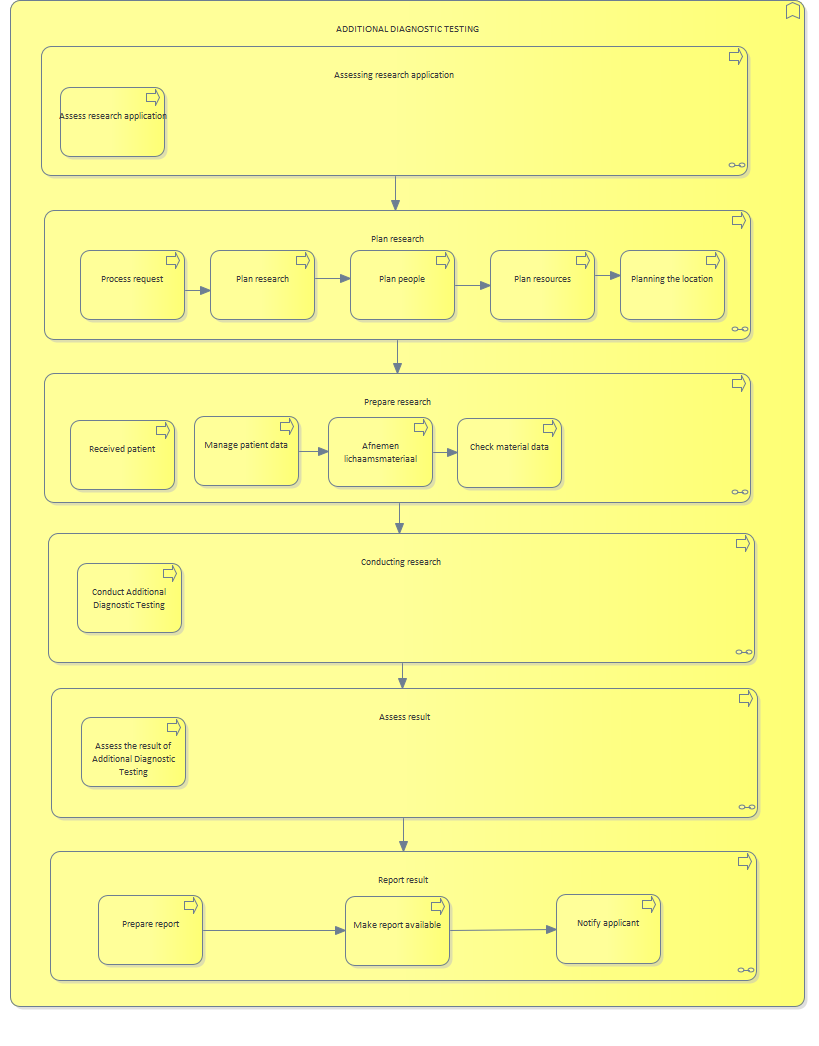 ADDITIONAL DIAGNOSTIC TESTING
Assessing research application
Assess research application
Plan research
Process request
Plan research
Plan people
Plan resources
Planning the location
Prepare research
Received patient
Manage patient data
Afnemen
lichaamsmateriaal
Check material data
Conducting research
Conduct Additional
Diagnostic Testing
Assess result
Assess the result of
Additional Diagnostic
Testing
Report result
Prepare report
Make report available
Notify applicant